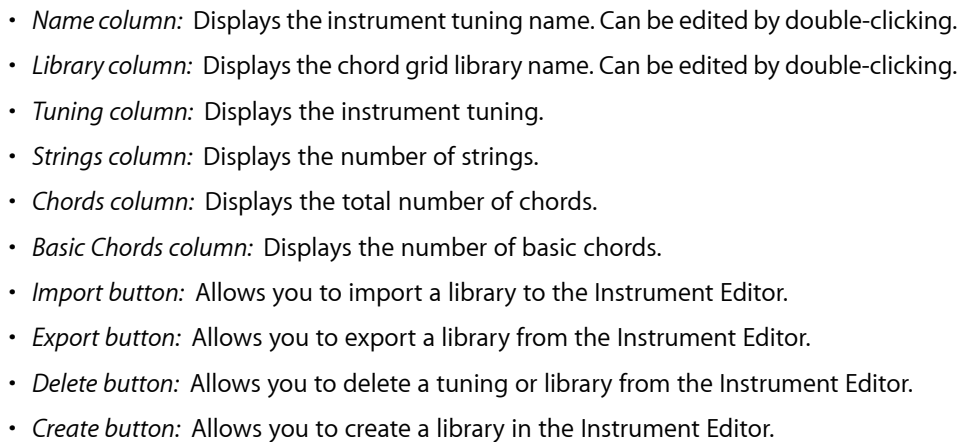 • Name column: Displays the instrument tuning name. Can be edited by double-clicking.
• Library column: Displays the chord grid library name. Can be edited by double-clicking.
• Tuning column: Displays the instrument tuning.
• Strings column: Displays the number of strings.
• Chords column: Displays the total number of chords.
• Basic Chords column: Displays the number of basic chords.
• Import button: Allows you to import a library to the Instrument Editor.
• Export button: Allows you to export a library from the Instrument Editor.
• Delete button: Allows you to delete a tuning or library from the Instrument Editor.
• Create button: Allows you to create a library in the Instrument Editor.